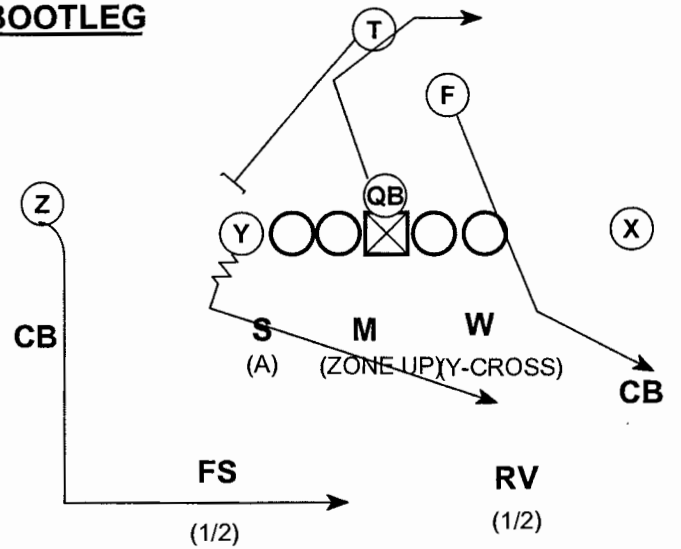 BOOTLEG
T
F
Z
QB
Y
X
CB
S
M
W
(A)
(ZONE UP)
(Y-CROSS)
CB
FS
RV
(1/2)
(1/2)